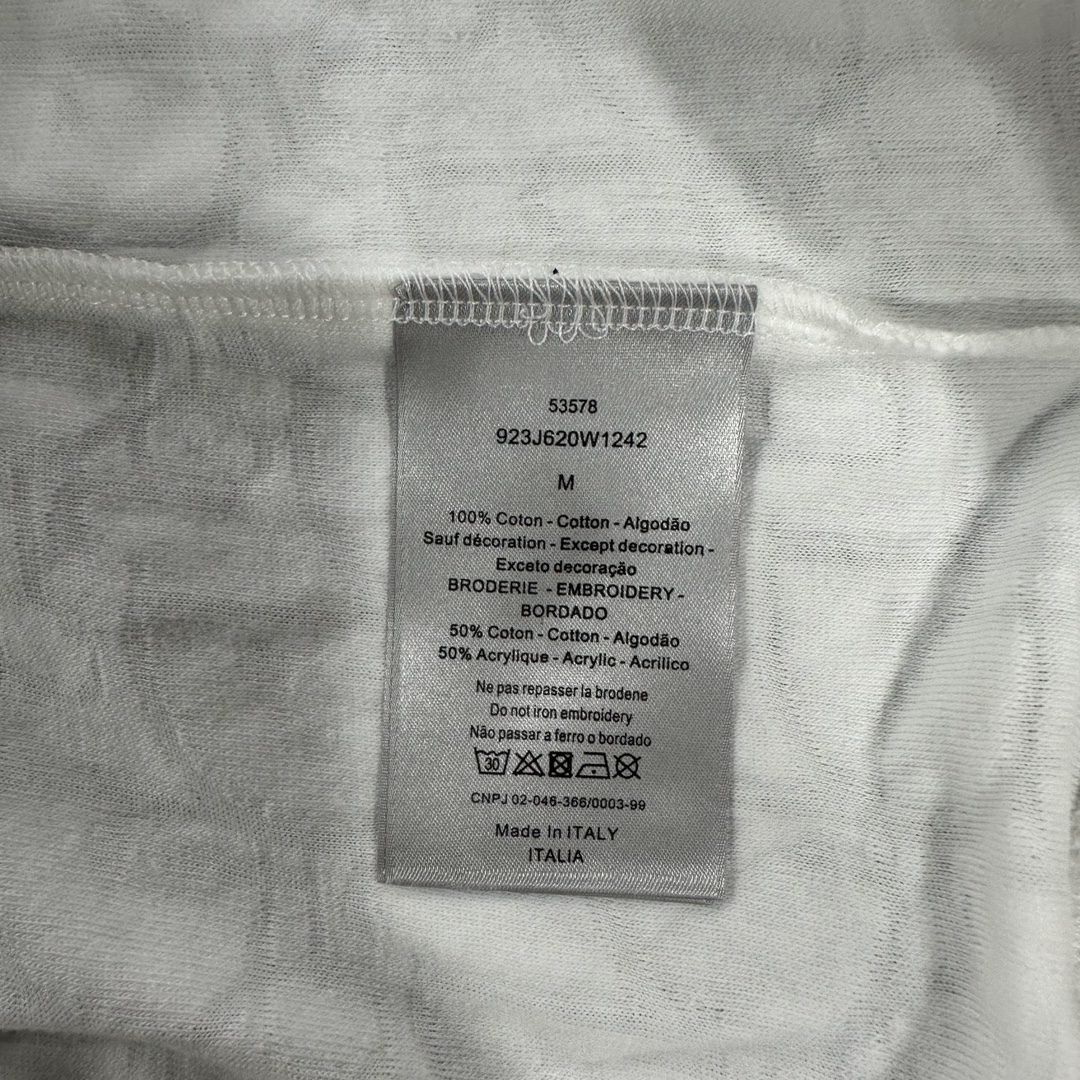 53578
923J620W1242
M
100% Coton - Cotton - Algodão
Sauf décoration - Except decoration -
Exceto decoração
BRODERIE - EMBROIDERY -
BORDADO
50% Coton - Cotton - Algodão
50% Acrylique - Acrylic - Acrilico
Ne pas repasser la brodene
Do not iron embroidery
Não passar a ferro o bordado
30
CNPJ 02-046-366/0003-99
Made In ITALY
ITALIA